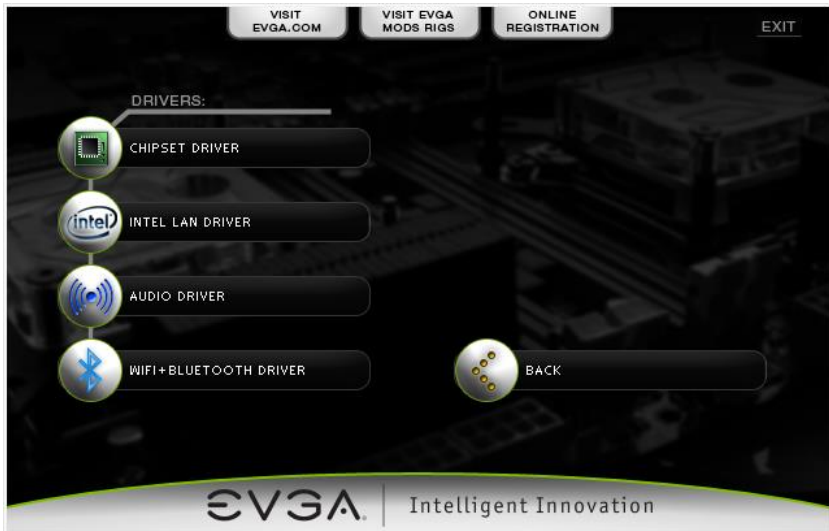 VISIT
EVGA.COM
VISIT EVGA
MODS RIGS
ONLINE
REGISTRATION
EXIT
DRIVERS:
CHIPSET DRIVER
intel
INTEL LAN DRIVER
AUDIO DRIVER
WIFI+BLUETOOTH DRIVER
BACK
EVGA.
Intelligent Innovation